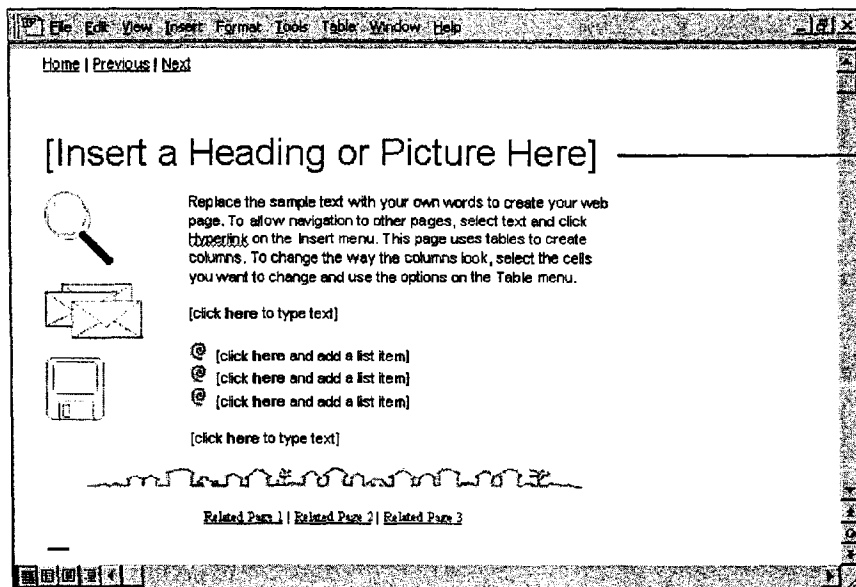 File Edit View Insert Format Tools Table Window Help
Home | Previous | Next
[Insert a Heading or Picture Here]
Replace the sample text with your own words to create your web
page. To allow navigation to other pages, select text and click
Hyperlink on the Insert menu. This page uses tables to create
columns. To change the way the columns look, select the cells
you want to change and use the options on the Table menu.
[click here to type text]
[click here and add a list item]
[click here and add a list item]
[click here and add a list item]
[click here to type text]
Related Page 1 | Related Page 2 | Related Page 3